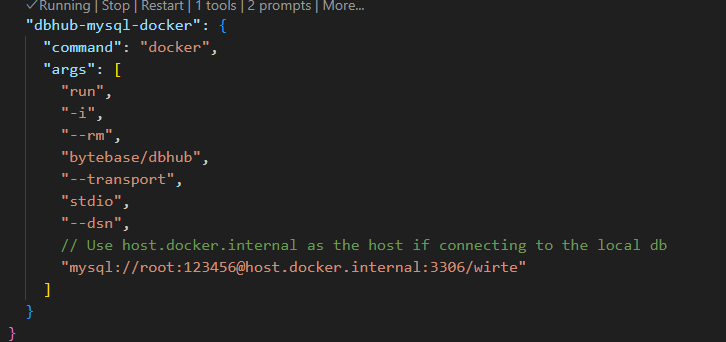 ✓Running | Stop | Restart | 1 tools | 2 prompts | More...
"dbhub-mysql-docker": {
"command": "docker",
"args": [
"run",
"-i",
"--rm",
"bytebase/dbhub",
"--transport",
"stdio",
"--dsn",
// Use host.docker.internal as the host if connecting to the local db
"mysql://root:123456@host.docker.internal:3306/wirte"
]
}
}